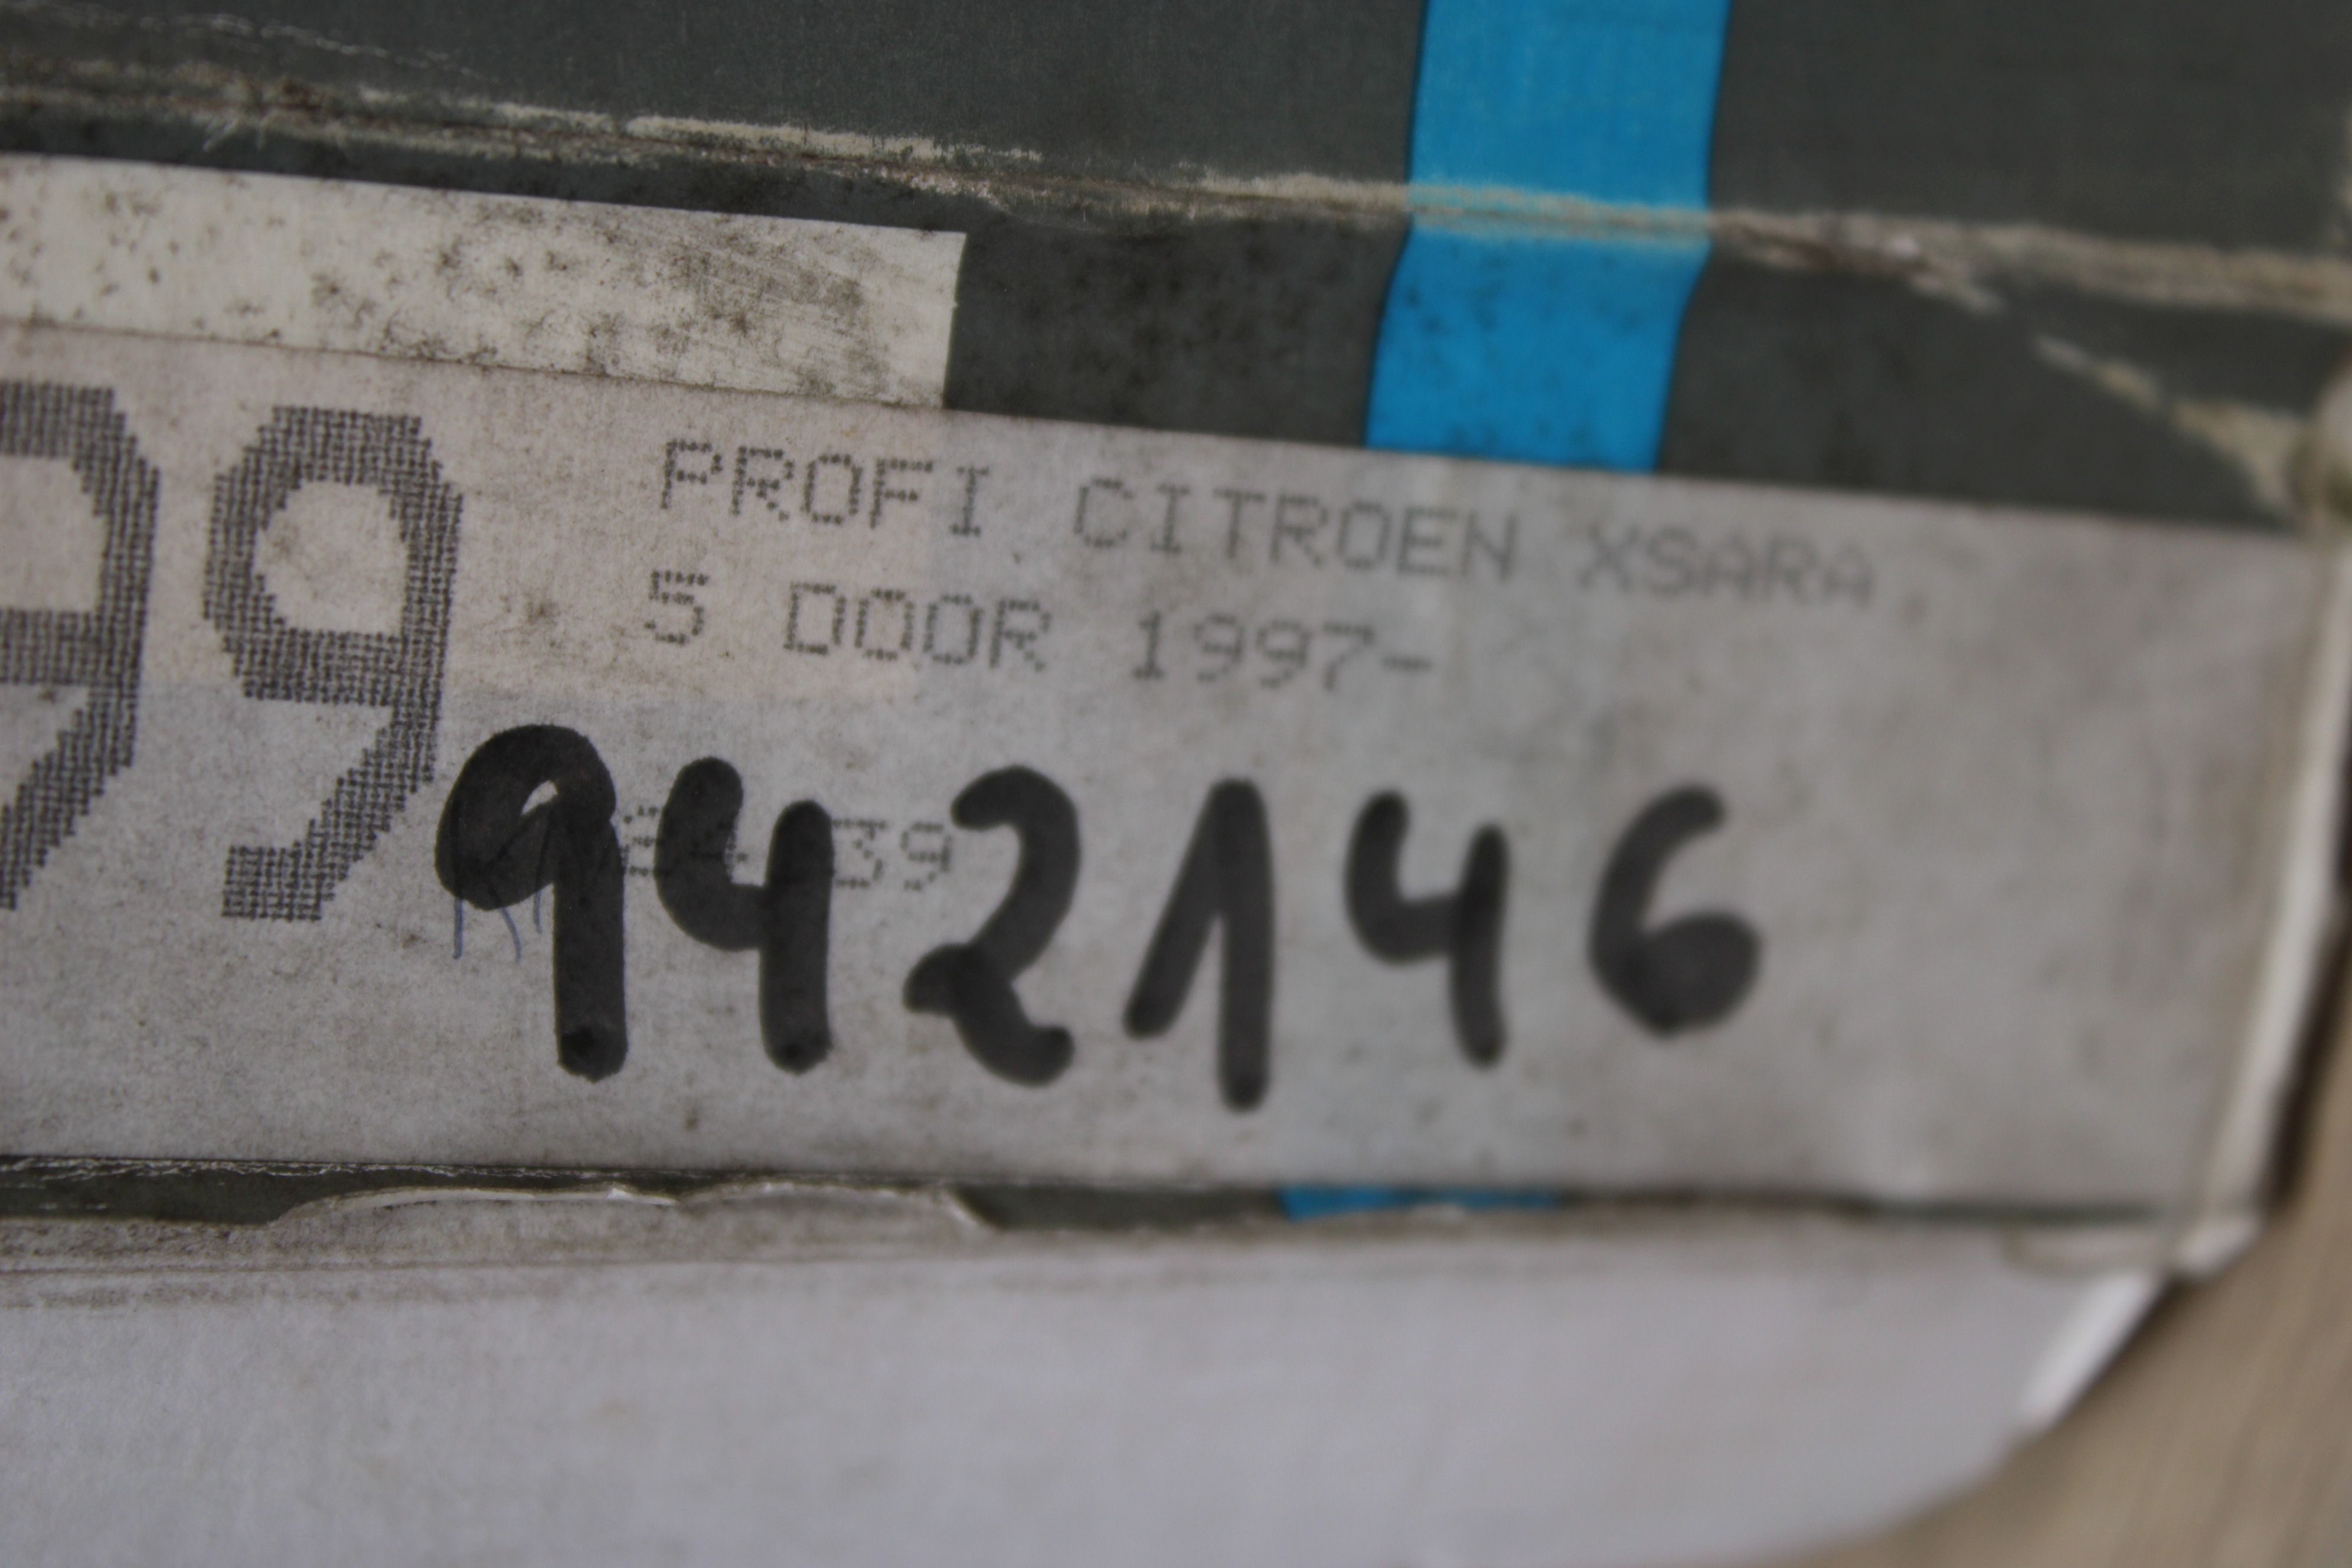 99 PROFI CITROEN XSARA,
5 DOOR 1997-
942146